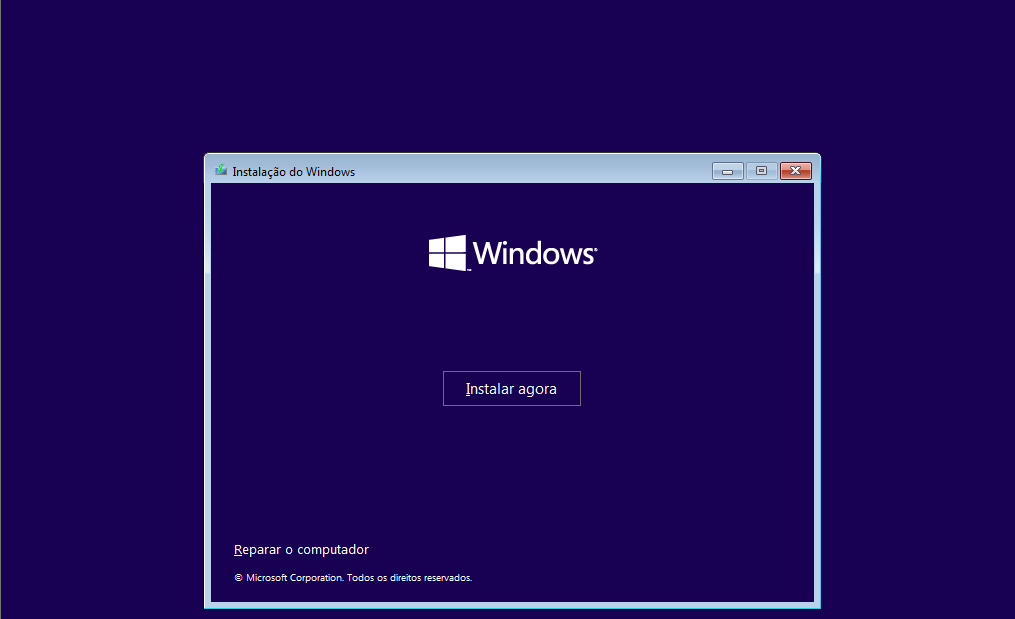 Instalação do Windows
Windows
Instalar agora
Reparar o computador
© Microsoft Corporation. Todos os direitos reservados.